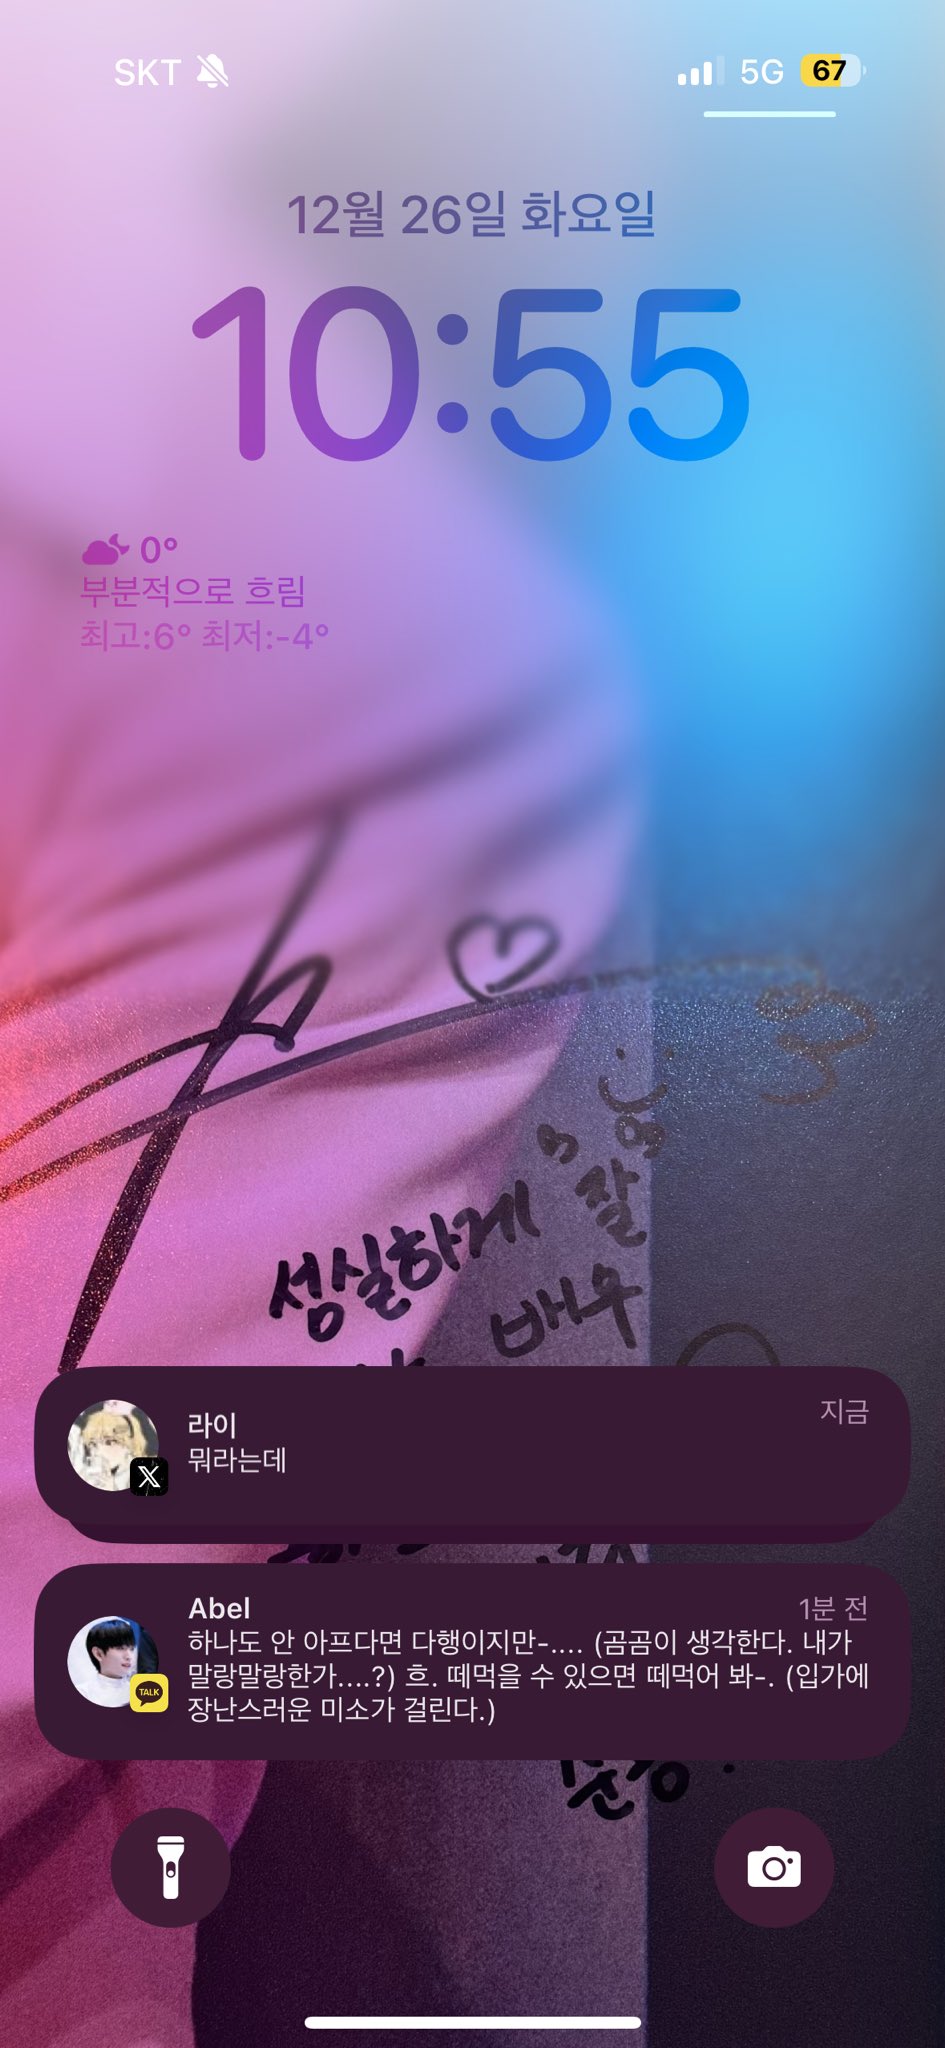 SKT
5G
67
12월 26일 화요일
10:55
0°
부분적으로 흐림
최고:6° 최저:-4°
성실하게 잘
배우
라이
지금
뭐라는데
Abel
1분 전
하나도 안 아프다면 다행이지만-.... (곰곰이 생각한다. 내가
말랑말랑한가....?) 흐. 떼먹을 수 있으면 떼먹어 봐-. (입가에
장난스러운 미소가 걸린다.)
TALK